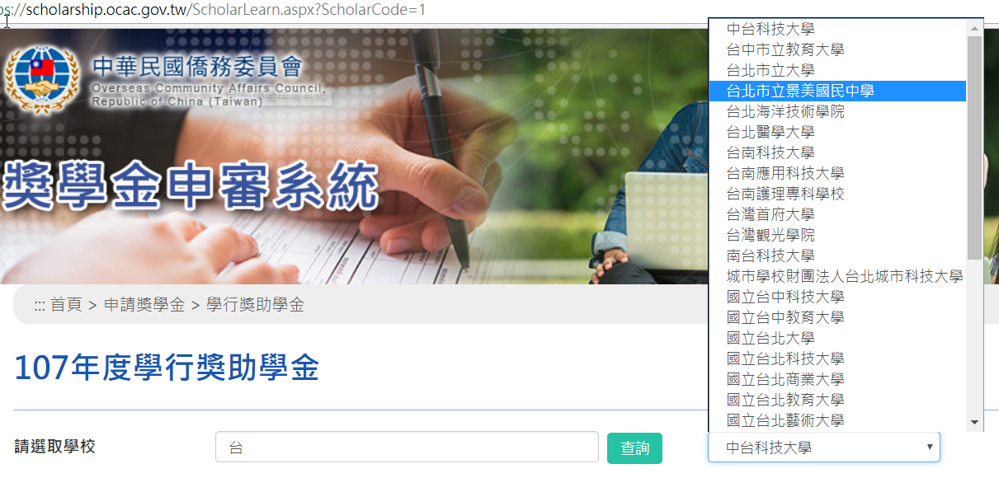 ps://scholarship.ocac.gov.tw/ScholarLearn.aspx?ScholarCode=1
中華民國僑務委員會
Overseas Community Affairs Council,
Republic of China (Taiwan)
獎學金申審系統
::: 首頁 > 申請獎學金 > 學行獎助學金
107年度學行獎助學金
請選取學校
台
查詢
中台科技大學
台中市立教育大學
台北市立大學
台北市立景美國民中學
台北海洋技術學院
台北醫學大學
台南科技大學
台南應用科技大學
台南護理專科學校
台灣首府大學
台灣觀光學院
南台科技大學
城市學校財團法人台北城市科技大學
國立台中科技大學
國立台中教育大學
國立台北大學
國立台北科技大學
國立台北商業大學
國立台北教育大學
國立台北藝術大學
中台科技大學